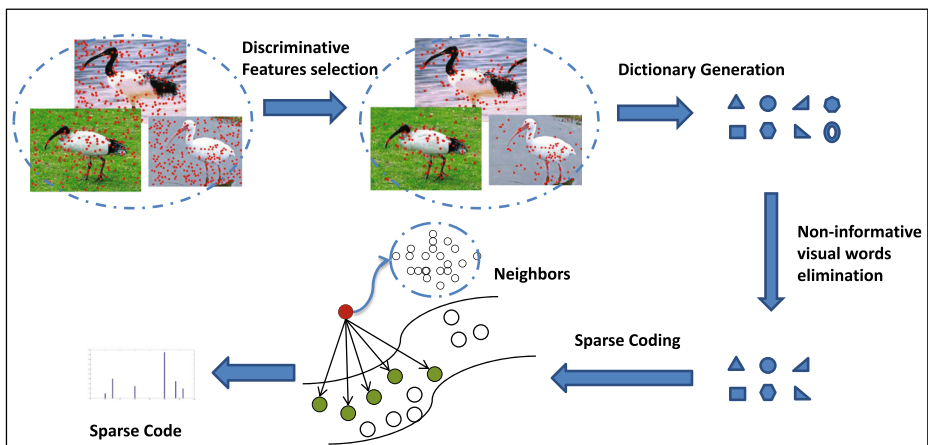 Discriminative
Features selection
Dictionary Generation
Non-informative
visual words
elimination
Neighbors
Sparse Coding
Sparse Code